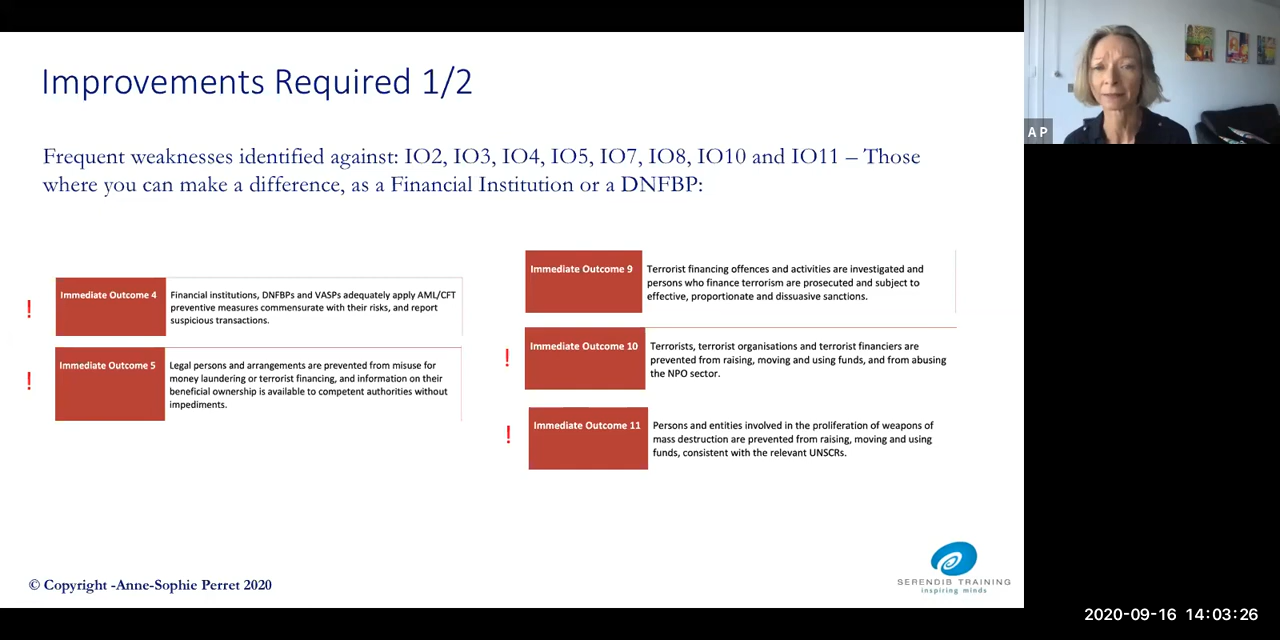 Improvements Required 1/2
Frequent weaknesses identified against: IO2, IO3, IO4, IO5, IO7, IO8, IO10 and IO11 – Those
where you can make a difference, as a Financial Institution or a DNFBP:
!
Immediate Outcome 4
Financial institutions, DNFBPs and VASPs adequately apply AML/CFT
preventive measures commensurate with their risks, and report
suspicious transactions.
!
Immediate Outcome 5
Legal persons and arrangements are prevented from misuse for
money laundering or terrorist financing, and information on their
beneficial ownership is available to competent authorities without
impediments.
Immediate Outcome 9
Terrorist financing offences and activities are investigated and
persons who finance terrorism are prosecuted and subject to
effective, proportionate and dissuasive sanctions.
!
Immediate Outcome 10
Terrorists, terrorist organisations and terrorist financiers are
prevented from raising, moving and using funds, and from abusing
the NPO sector.
!
Immediate Outcome 11
Persons and entities involved in the proliferation of weapons of
mass destruction are prevented from raising, moving and using
funds, consistent with the relevant UNSCRs.
© Copyright -Anne-Sophie Perret 2020
SERENDIB TRAINING
inspiring minds
A P
2020-09-16 14:03:26